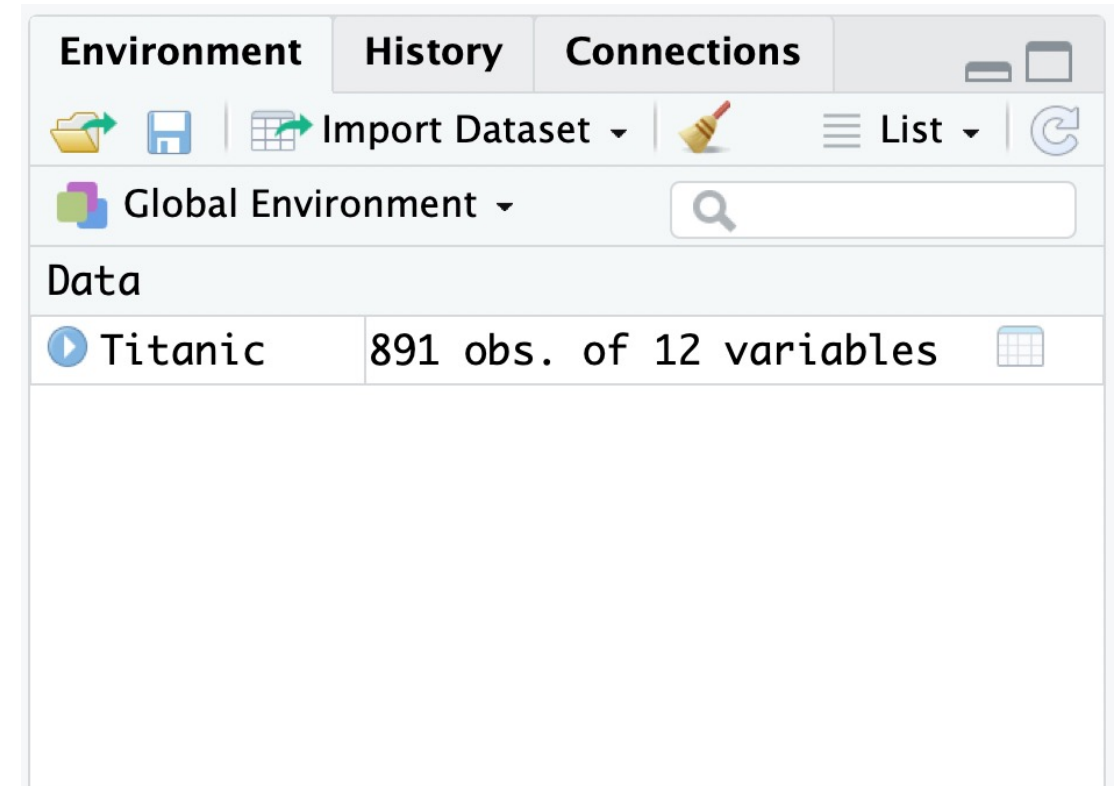 Environment History Connections
Import Dataset List
Global Environment
Data
Titanic 891 obs. of 12 variables